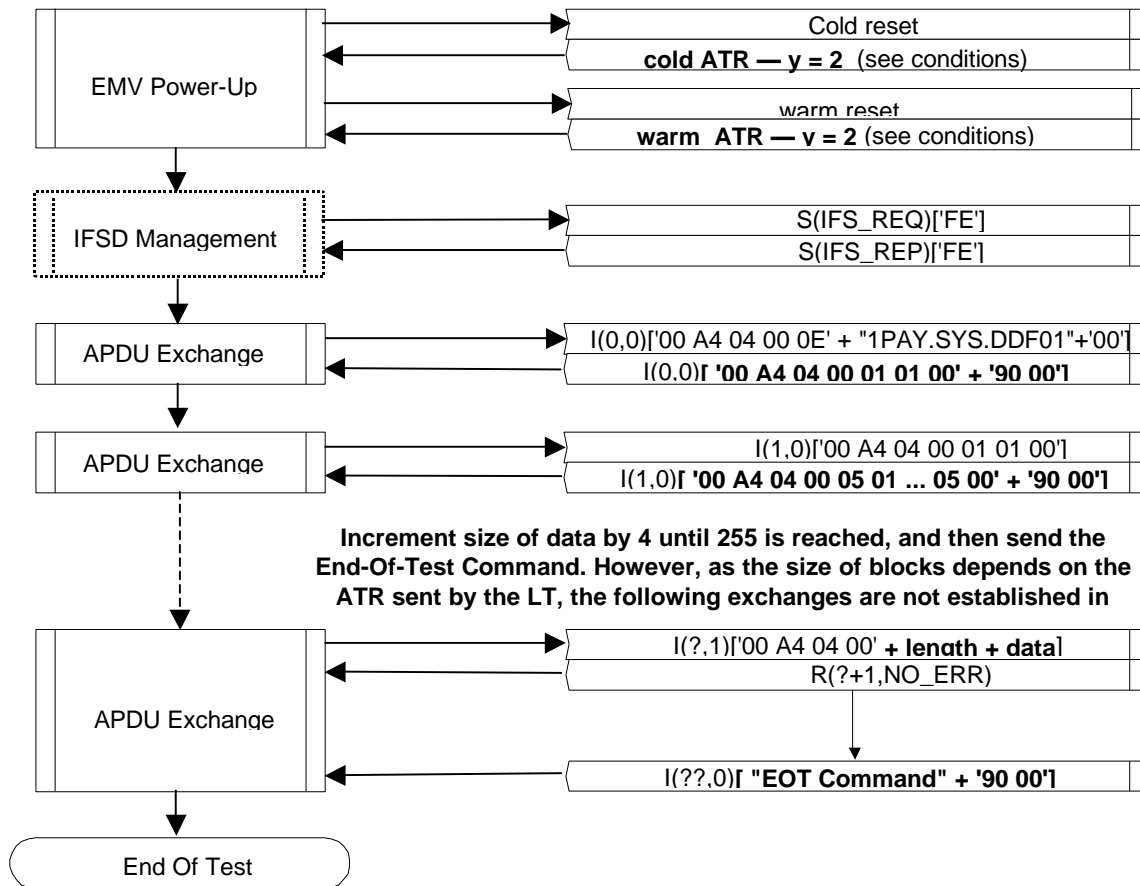 Cold reset
cold ATR — y = 2 (see conditions)
EMV Power-Up
warm reset
warm ATR — y = 2 (see conditions)
S(IFS_REQ)['FE']
IFSD Management
S(IFS_REP)['FE']
I(0,0)['00 A4 04 00 0E' + "1PAY.SYS.DDF01"+'00']
APDU Exchange
I(0,0)[ '00 A4 04 00 01 01 00' + '90 00']
I(1,0)['00 A4 04 00 01 01 00']
APDU Exchange
I(1,0)[ '00 A4 04 00 05 01 ... 05 00' + '90 00']
Increment size of data by 4 until 255 is reached, and then send the
End-Of-Test Command. However, as the size of blocks depends on the
ATR sent by the LT, the following exchanges are not established in
I(?,1)['00 A4 04 00' + length + data]
R(?+1,NO_ERR)
APDU Exchange
I(??,0)[ "EOT Command" + '90 00']
End Of Test